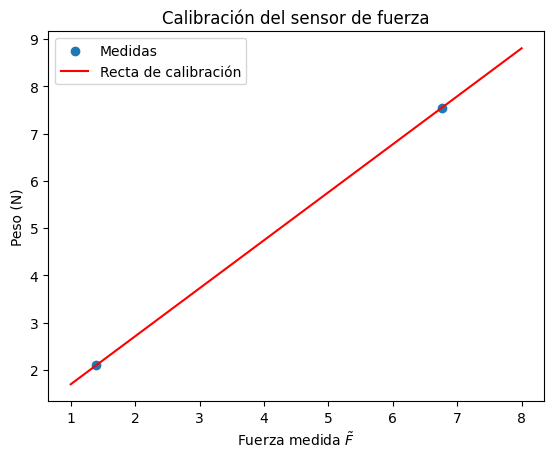 Calibración del sensor de fuerza
Medidas
Recta de calibración
Peso (N)
9
8
7
6
5
4
3
2
1 2 3 4 5 6 7 8
Fuerza medida F̃